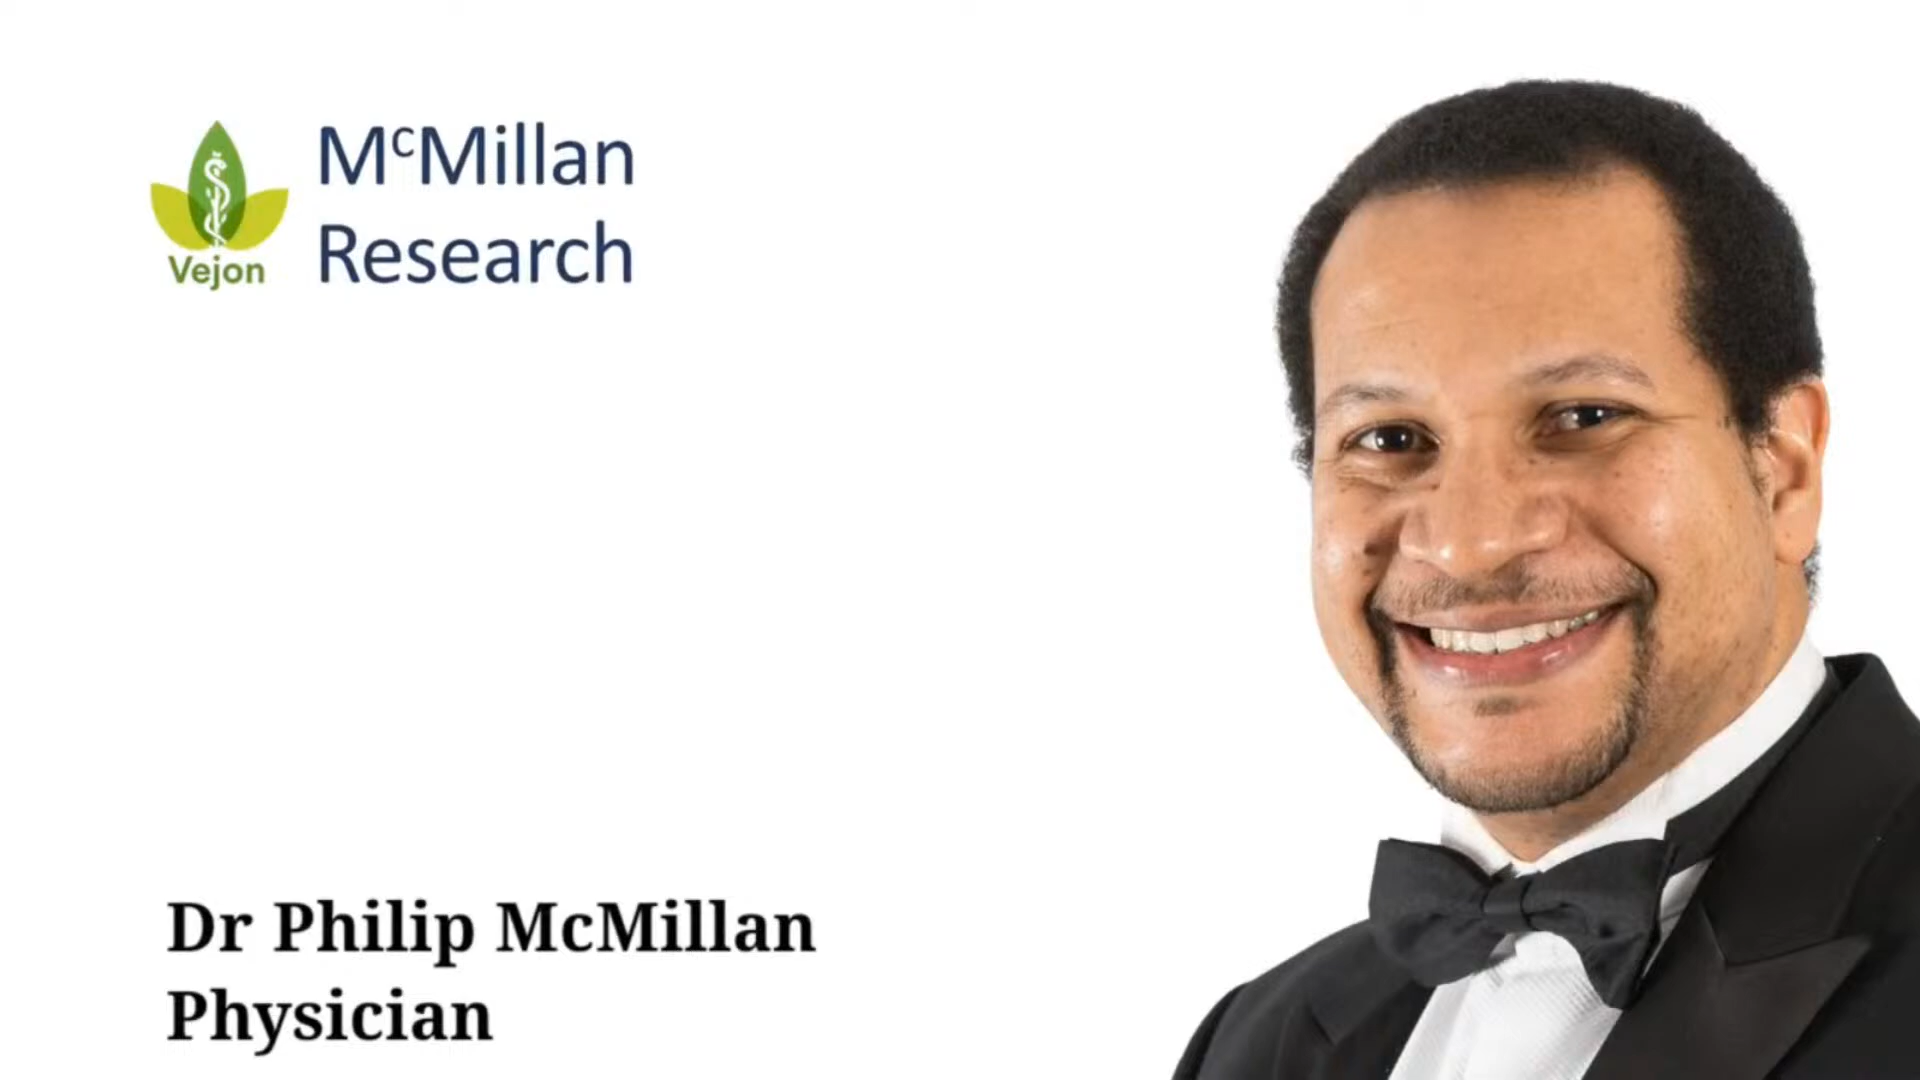 McMillan
Research
Vejon
Dr Philip McMillan
Physician